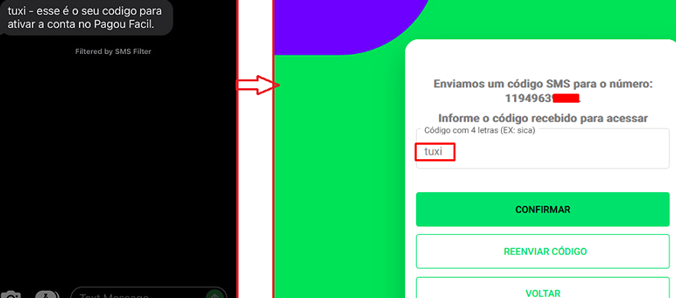 tuxi - esse é o seu codigo para
ativar a conta no Pagou Facil.
Filtered by SMS Filter
Text Message
Enviamos um código SMS para o número:
1194963
Informe o código recebido para acessar
Código com 4 letras (EX: sica)
tuxi
CONFIRMAR
REENVIAR CÓDIGO
VOLTAR